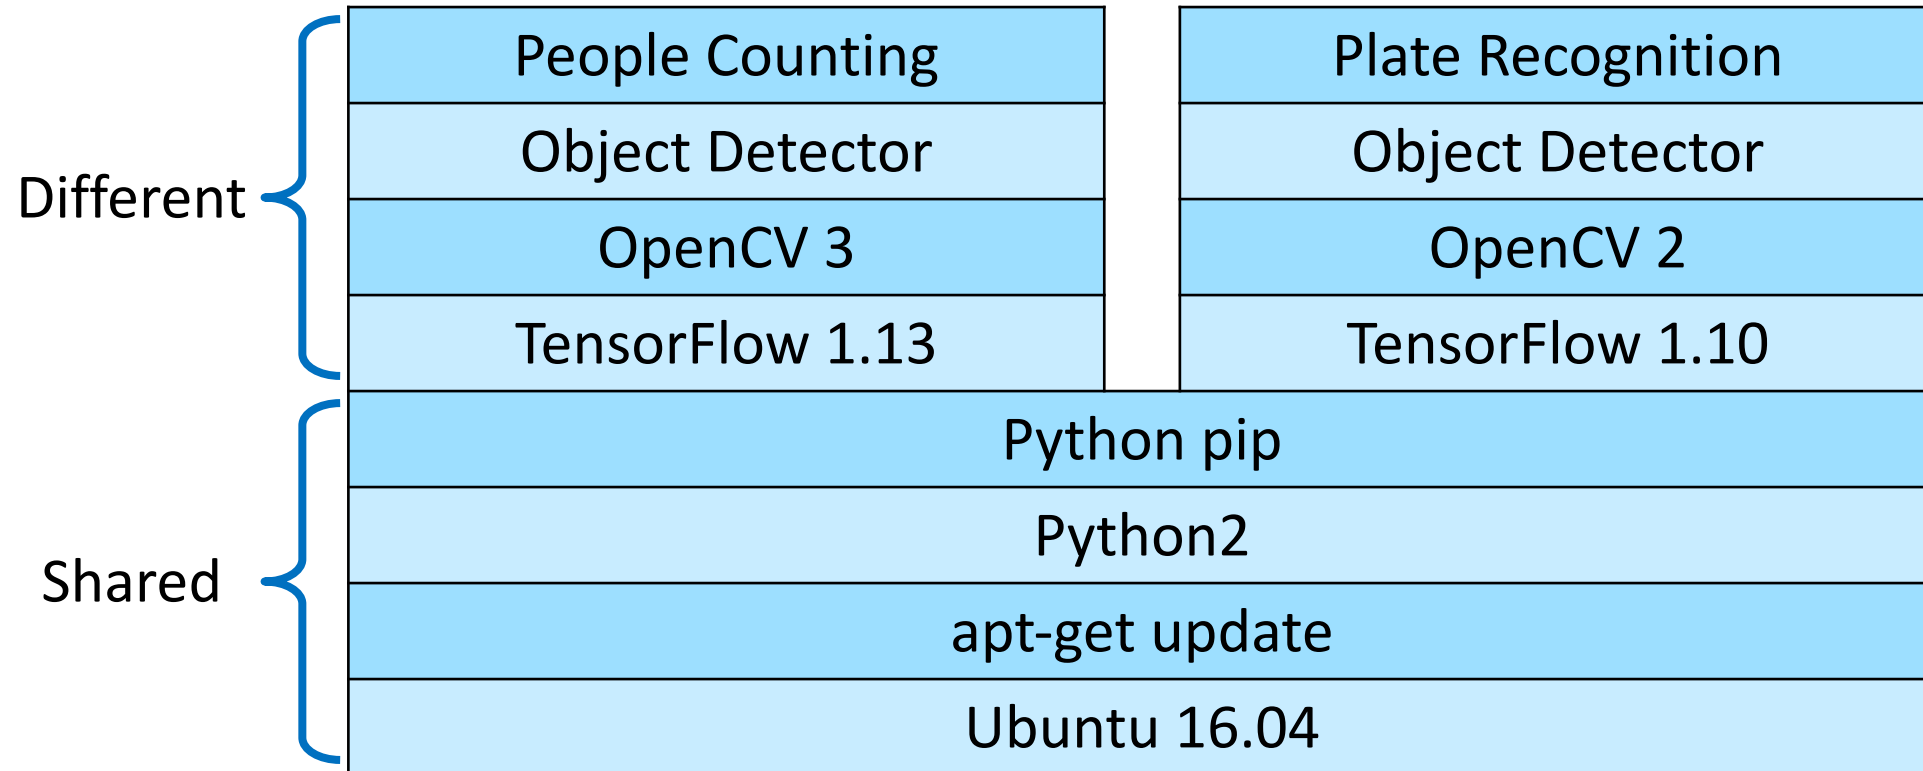 People Counting
Plate Recognition
Object Detector
Object Detector
Different
OpenCV 3
OpenCV 2
TensorFlow 1.13
TensorFlow 1.10
Python pip
Python2
Shared
apt-get update
Ubuntu 16.04